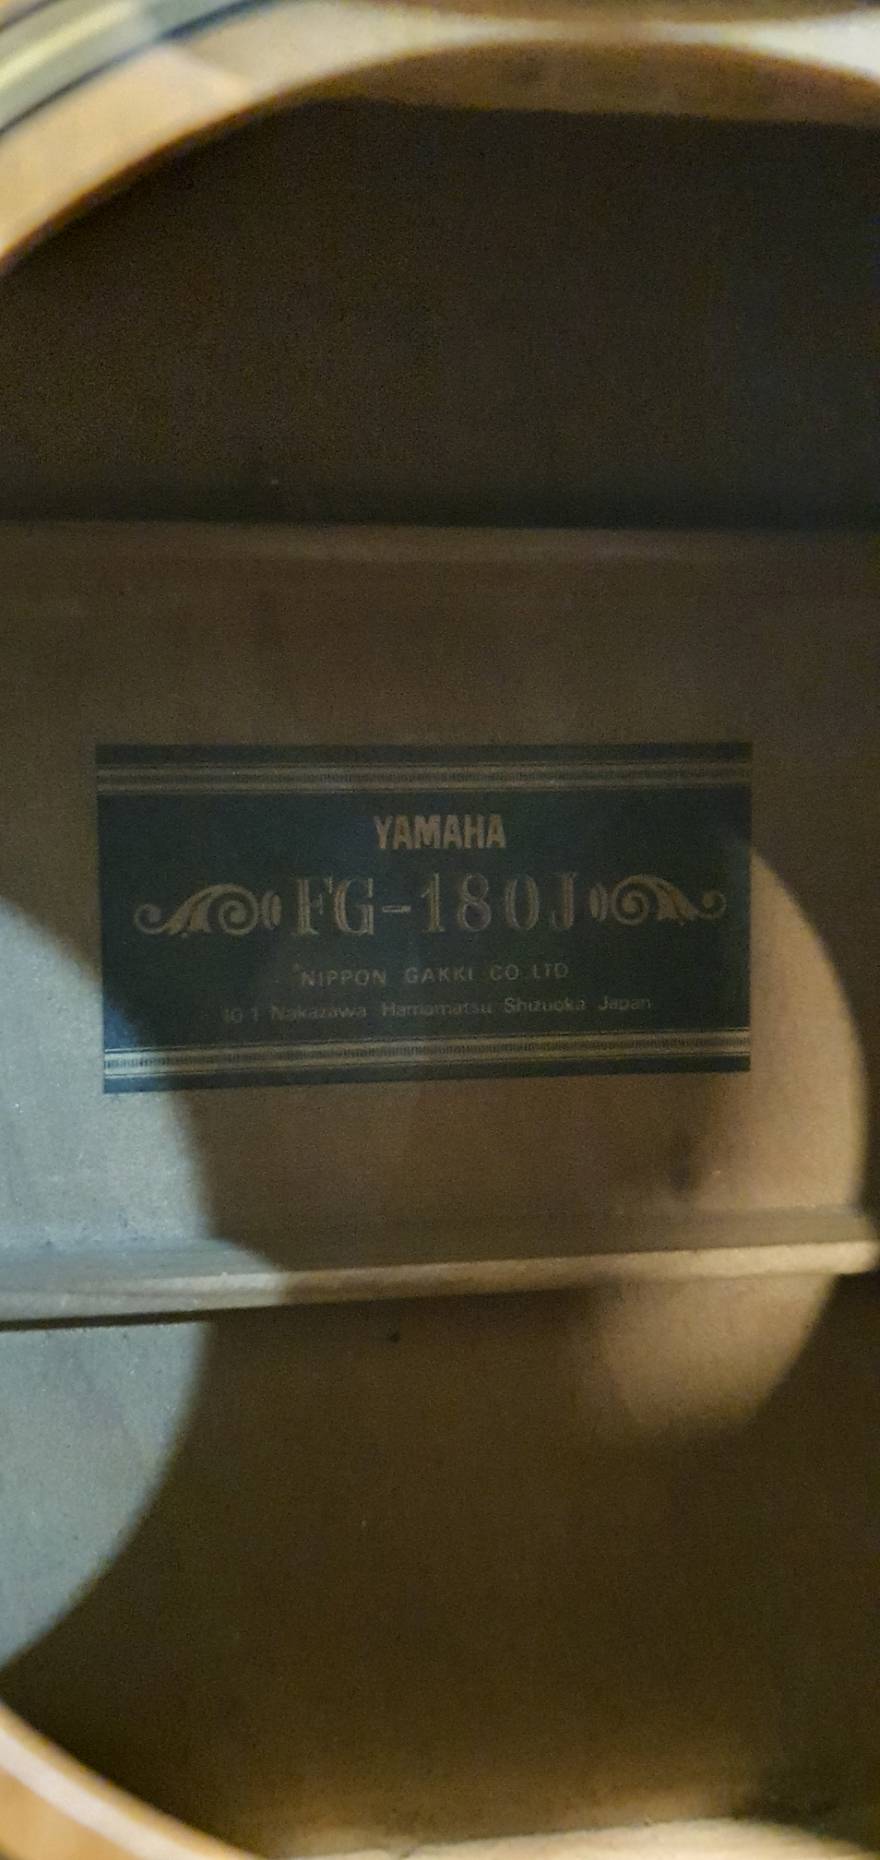 YAMAHA
FG-180J
NIPPON GAKKI CO. LTD
10-1 Nakazawa Hamamatsu Shizuoka Japan